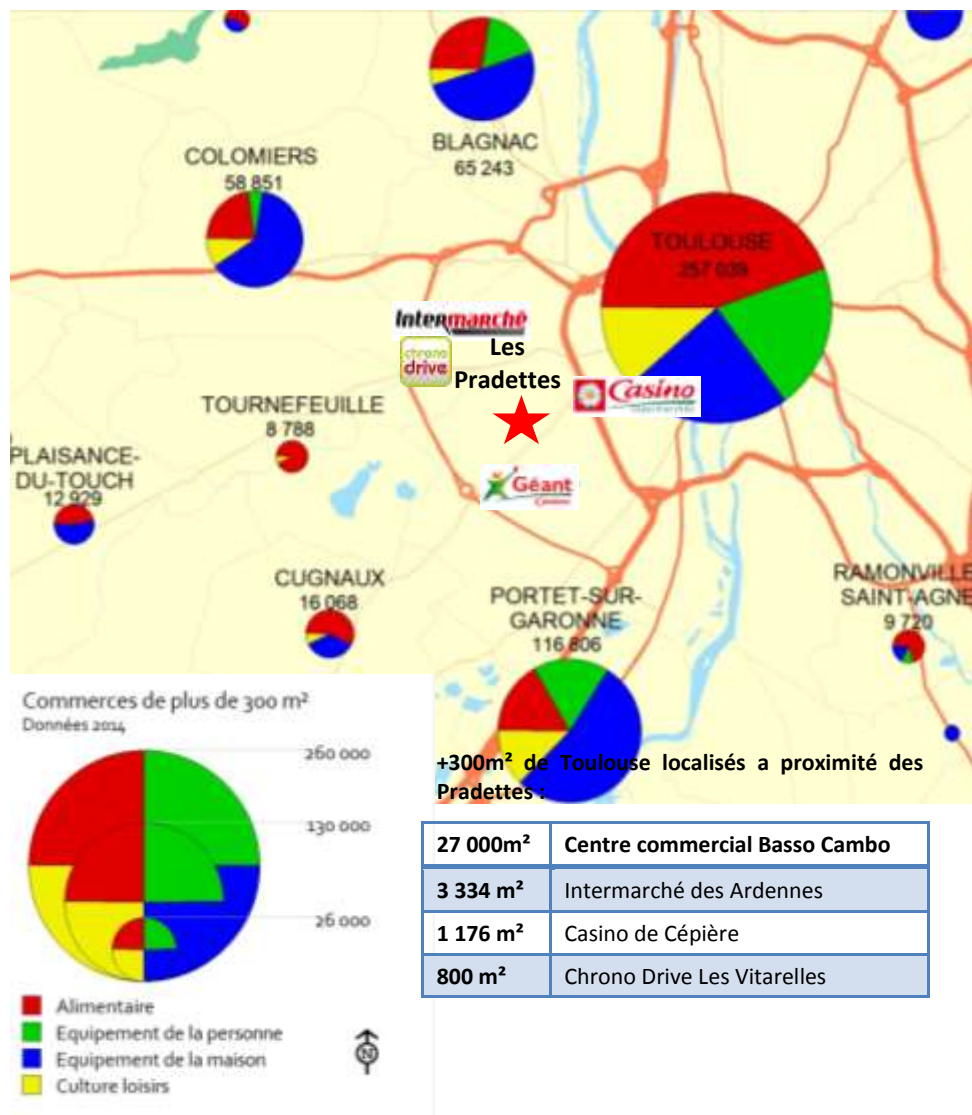 BLAGNAC
65 243
COLOMIERS
58 851
TOULOUSE
257 039
Intermarché
chrono
drive
Les
Pradettes
Casino
TOURNEFEUILLE
8 788
PLAISANCE-
DU-TOUCH
12 929
Géant
Casino
CUGNAUX
16 068
PORTET-SUR-
GARONNE
116 806
RAMONVILLE
SAINT-AGNE
9 720
Commerces de plus de 300 m²
Données 2014
260 000
130 000
26 000
Alimentaire
Equipement de la personne
Equipement de la maison
Culture loisirs
N
+300m² de Toulouse localisés a proximité des
Pradettes :
27 000m² Centre commercial Basso Cambo
3 334 m² Intermarché des Ardennes
1 176 m² Casino de Cépière
800 m² Chrono Drive Les Vitarelles